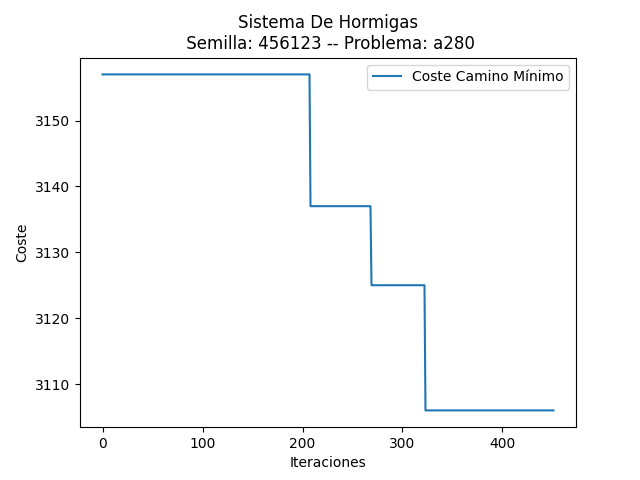 Sistema De Hormigas
Semilla: 456123 -- Problema: a280
Coste Camino Mínimo
3150
3140
3130
3120
3110
Coste
0 100 200 300 400
Iteraciones